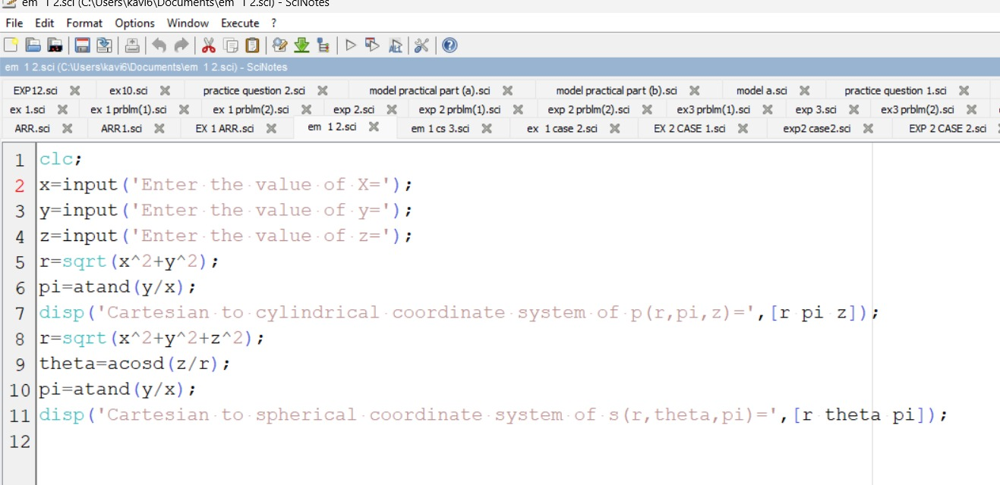 em 1 2.sci (C:\Users\kavi6\Documents\em 1 2.sci) - SciNotes
File Edit Format Options Window Execute ?
em 1 2.sci (C:\Users\kavi6\Documents\em 1 2.sci) - SciNotes
EXP12.sci ex10.sci practice question 2.sci model practical part (a).sci model practical part (b).sci model a.sci practice question 1.sci
ex 1.sci ex 1 prblm(1).sci ex 1 prblm(2).sci exp 2.sci exp 2 prblm(1).sci exp 2 prblm(2).sci ex3 prblm(1).sci exp 3.sci ex3 prblm(2).sci
ARR.sci ARR1.sci EX 1 ARR.sci em 1 2.sci em 1 cs 3.sci ex 1 case 2.sci EX 2 CASE 1.sci exp2 case2.sci EXP 2 CASE 2.sci
1 clc;
2 x=input('Enter the value of X=');
3 y=input('Enter the value of y=');
4 z=input('Enter the value of z=');
5 r=sqrt(x^2+y^2);
6 pi=atand(y/x);
7 disp('Cartesian to cylindrical coordinate system of p(r,pi,z)=',[r pi z]);
8 r=sqrt(x^2+y^2+z^2);
9 theta=acosd(z/r);
10 pi=atand(y/x);
11 disp('Cartesian to spherical coordinate system of s(r,theta,pi)=',[r theta pi]);
12